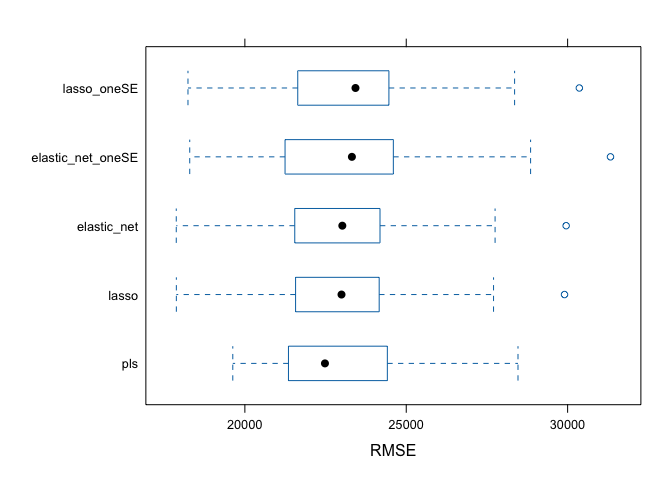 lasso_oneSE
elastic_net_oneSE
elastic_net
lasso
pls
20000 25000 30000
RMSE